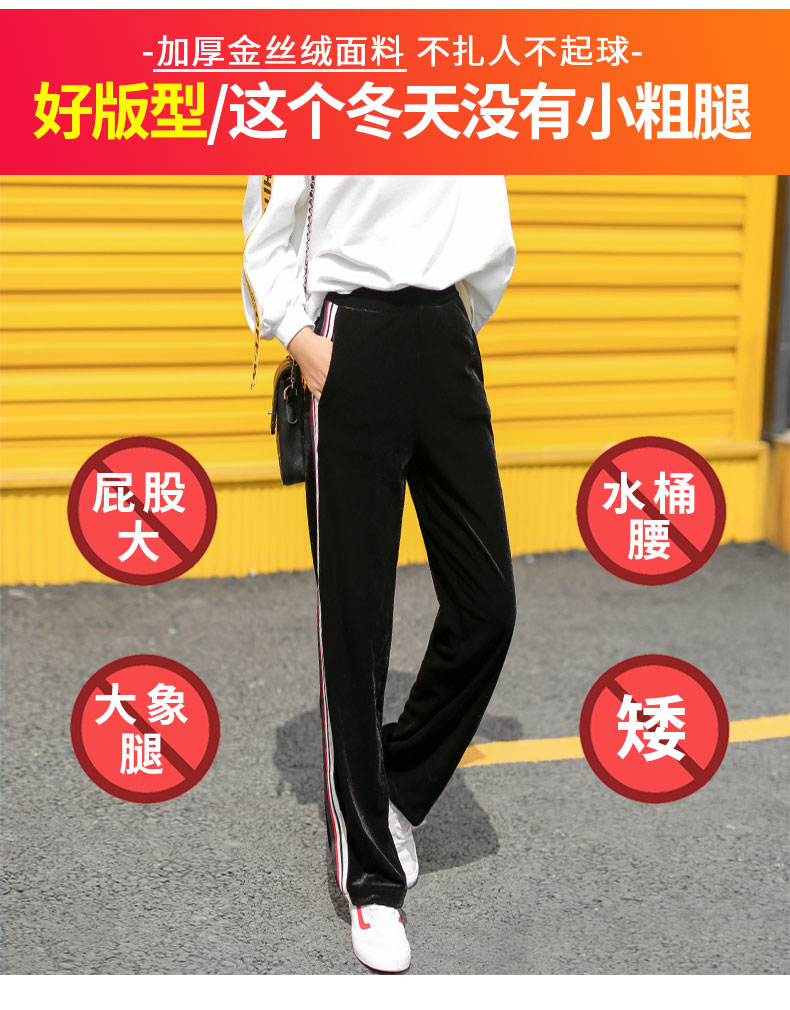 -加厚金丝绒面料 不扎人不起球-
好版型/这个冬天没有小粗腿
屁股
大
水桶
腰
大象
腿
矮